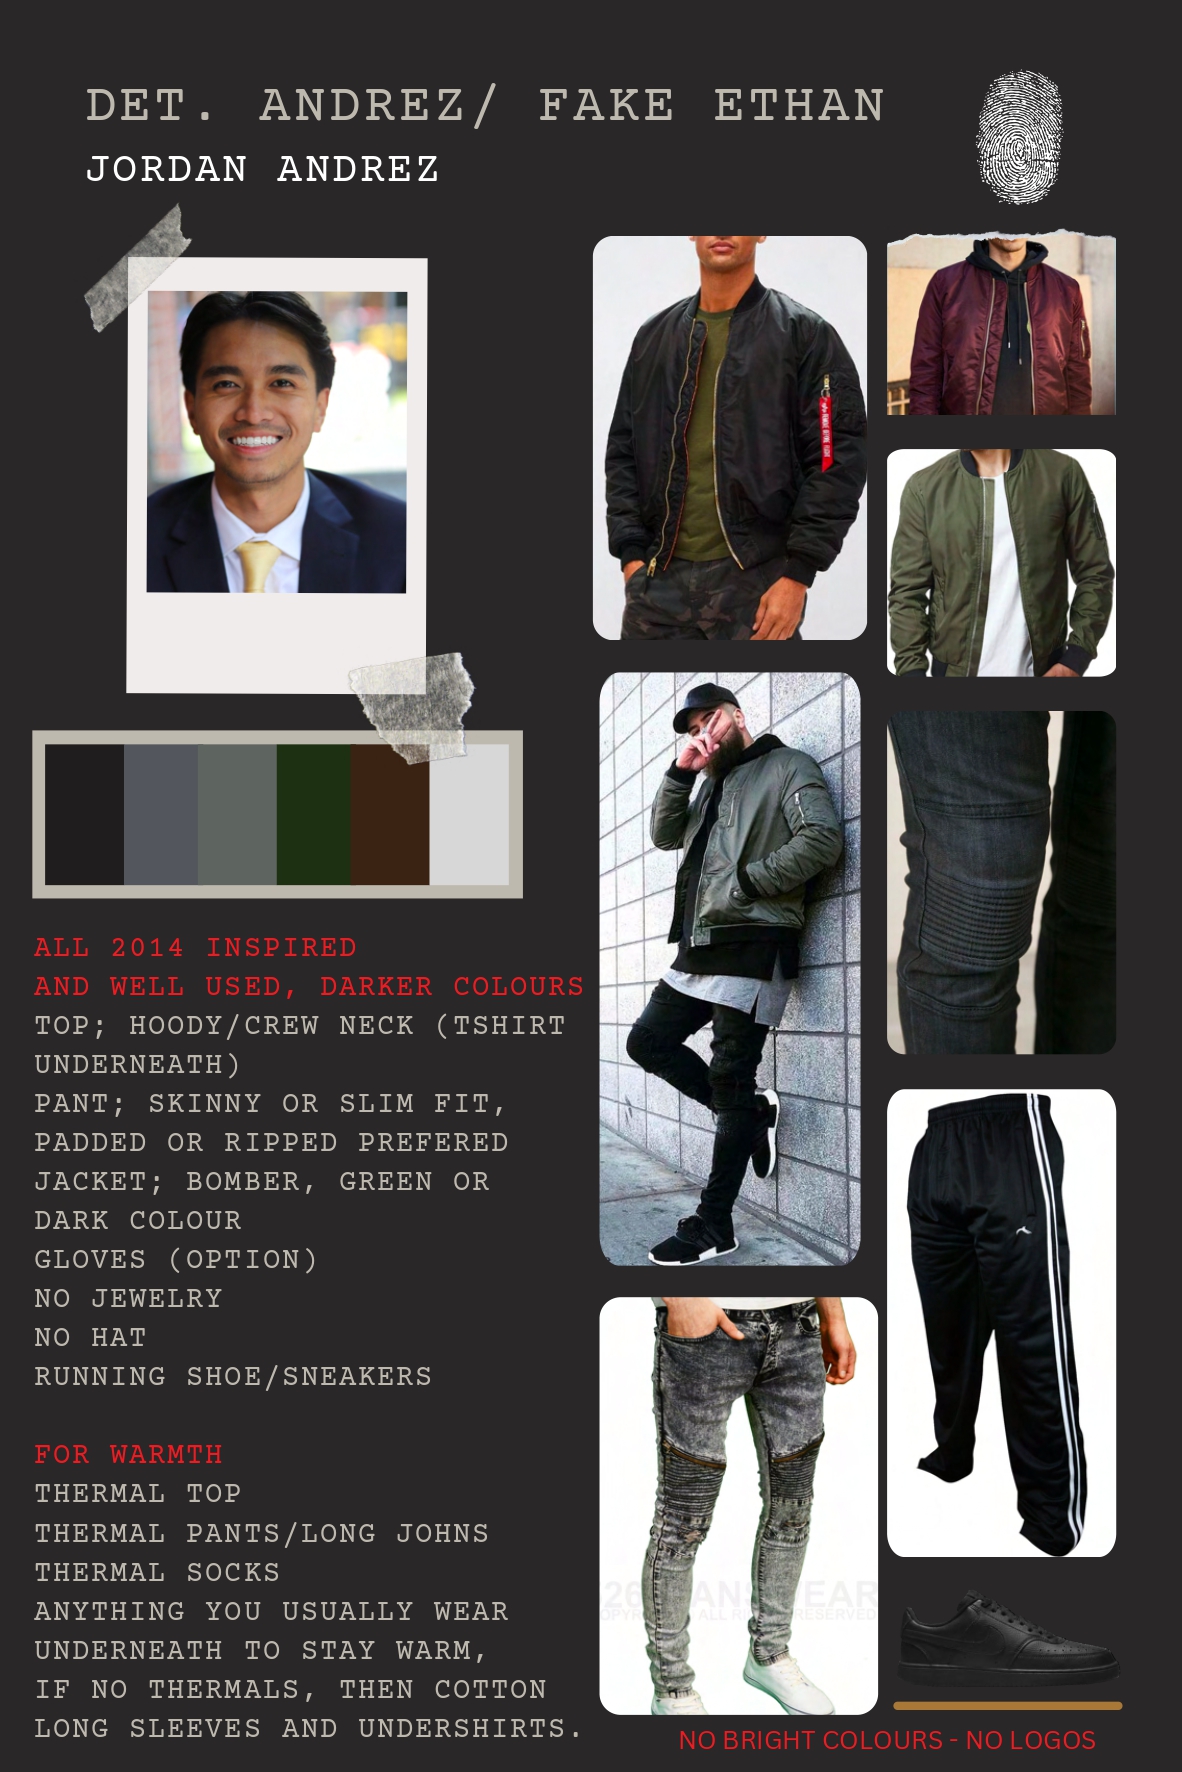 DET. ANDREZ/ FAKE ETHAN
JORDAN ANDREZ
ALL 2014 INSPIRED
AND WELL USED, DARKER COLOURS
TOP; HOODY/CREW NECK (TSHIRT
UNDERNEATH)
PANT; SKINNY OR SLIM FIT,
PADDED OR RIPPED PREFERED
JACKET; BOMBER, GREEN OR
DARK COLOUR
GLOVES (OPTION)
NO JEWELRY
NO HAT
RUNNING SHOE/SNEAKERS
FOR WARMTH
THERMAL TOP
THERMAL PANTS/LONG JOHNS
THERMAL SOCKS
ANYTHING YOU USUALLY WEAR
UNDERNEATH TO STAY WARM,
IF NO THERMALS, THEN COTTON
LONG SLEEVES AND UNDERSHIRTS.
NO BRIGHT COLOURS - NO LOGOS